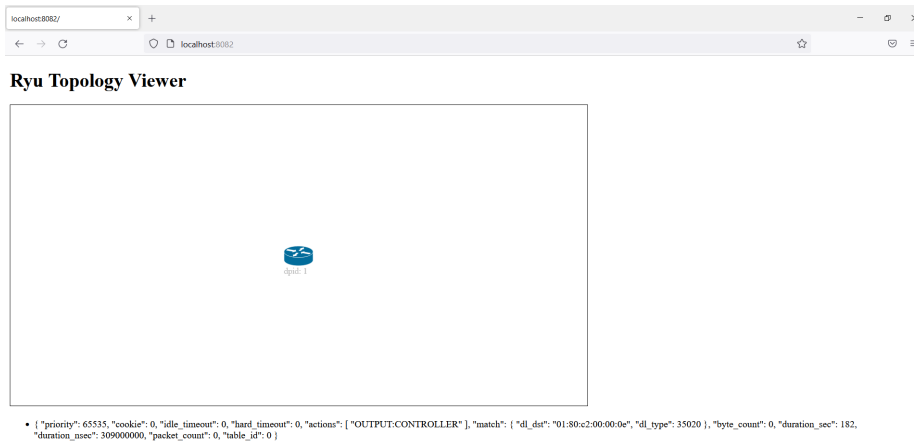 localhost:8082/
localhost:8082
Ryu Topology Viewer
dpid: 1
{ "priority": 65535, "cookie": 0, "idle_timeout": 0, "hard_timeout": 0, "actions": [ "OUTPUT:CONTROLLER" ], "match": { "dl_dst": "01:80:c2:00:00:0e", "dl_type": 35020 }, "byte_count": 0, "duration_sec": 182,
"duration_nsec": 309000000, "packet_count": 0, "table_id": 0 }